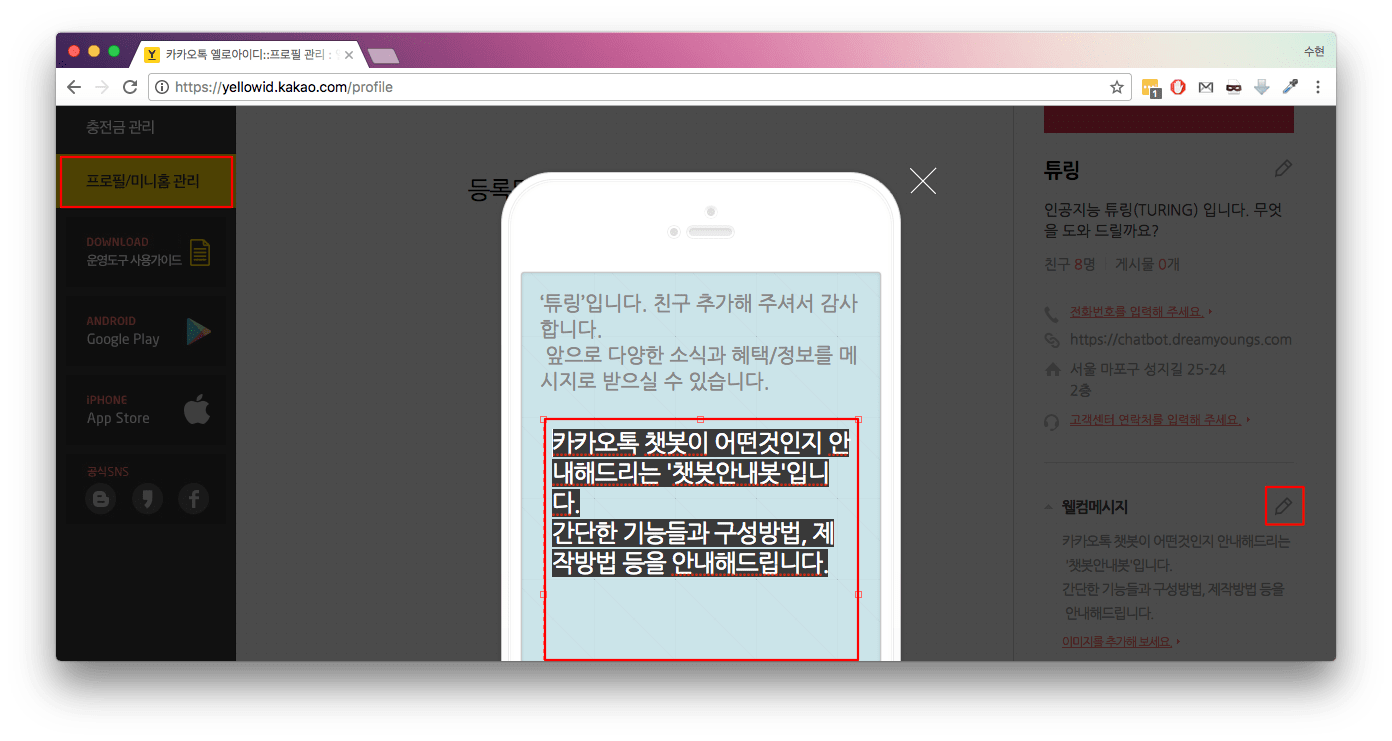 카카오톡 옐로아이디::프로필 관리 :
수현
https://yellowid.kakao.com/profile
1
충전금 관리
프로필/미니홈 관리
DOWNLOAD
운영도구 사용가이드
ANDROID
Google Play
iPHONE
App Store
공식SNS
등록
‘튜링’입니다. 친구 추가해 주셔서 감사
합니다.
앞으로 다양한 소식과 혜택/정보를 메
시지로 받으실 수 있습니다.
카카오톡 챗봇이 어떤것인지 안
내해드리는 '챗봇안내봇'입니
다.
간단한 기능들과 구성방법, 제
작방법 등을 안내해드립니다.
튜링
인공지능 튜링(TURING) 입니다. 무엇
을 도와 드릴까요?
친구 8명 게시물 0개
전화번호를 입력해 주세요.
https://chatbot.dreamyoungs.com
서울 마포구 성지길 25-24
2층
고객센터 연락처를 입력해 주세요.
웰컴메시지
카카오톡 챗봇이 어떤것인지 안내해드리는
'챗봇안내봇'입니다.
간단한 기능들과 구성방법, 제작방법 등을
안내해드립니다.
이미지를 추가해 보세요.